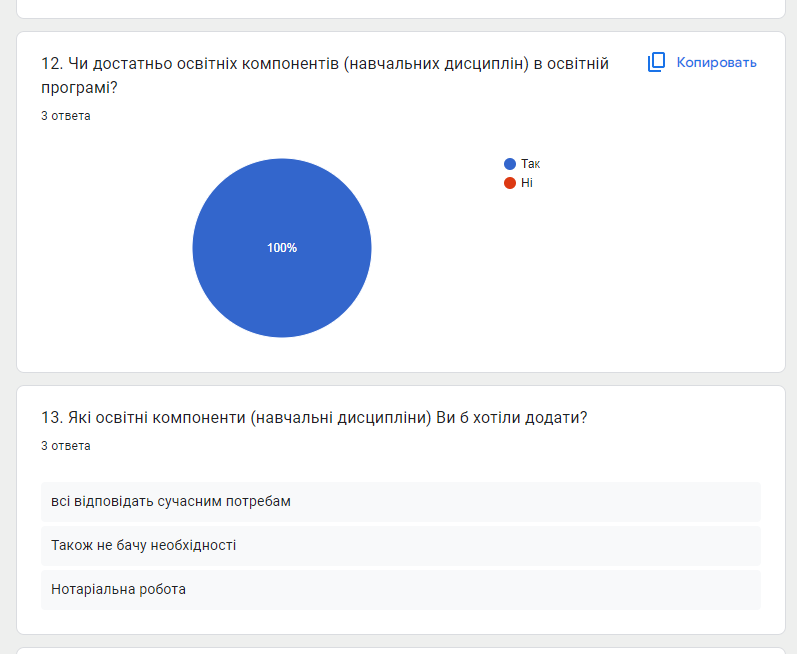 12. Чи достатньо освітніх компонентів (навчальних дисциплін) в освітній
програмі?
Копировать
3 ответа
Так
Ні
100%
13. Які освітні компоненти (навчальні дисципліни) Ви б хотіли додати?
3 ответа
всі відповідать сучасним потребам
Також не бачу необхідності
Нотаріальна робота